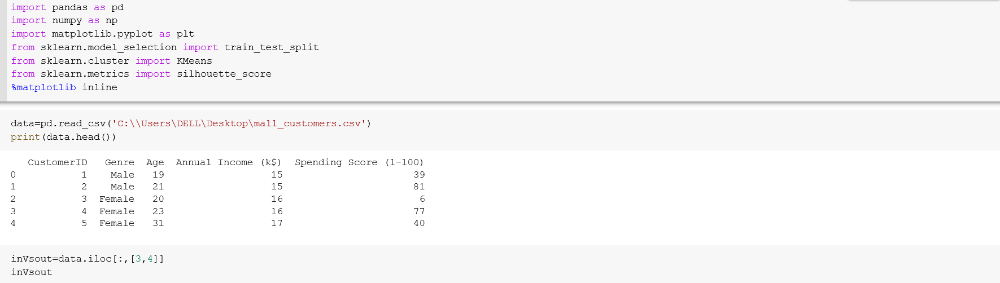 import pandas as pd
import numpy as np
import matplotlib.pyplot as plt
from sklearn.model_selection import train_test_split
from sklearn.cluster import KMeans
from sklearn.metrics import silhouette_score
%matplotlib inline
data=pd.read_csv('C:\\Users\DELL\Desktop\mall_customers.csv')
print(data.head())
   CustomerID   Genre  Age  Annual Income (k$)  Spending Score (1-100)
0           1    Male   19                  15                      39
1           2    Male   21                  15                      81
2           3  Female   20                  16                       6
3           4  Female   23                  16                      77
4           5  Female   31                  17                      40
inVsout=data.iloc[:,[3,4]]
inVsout